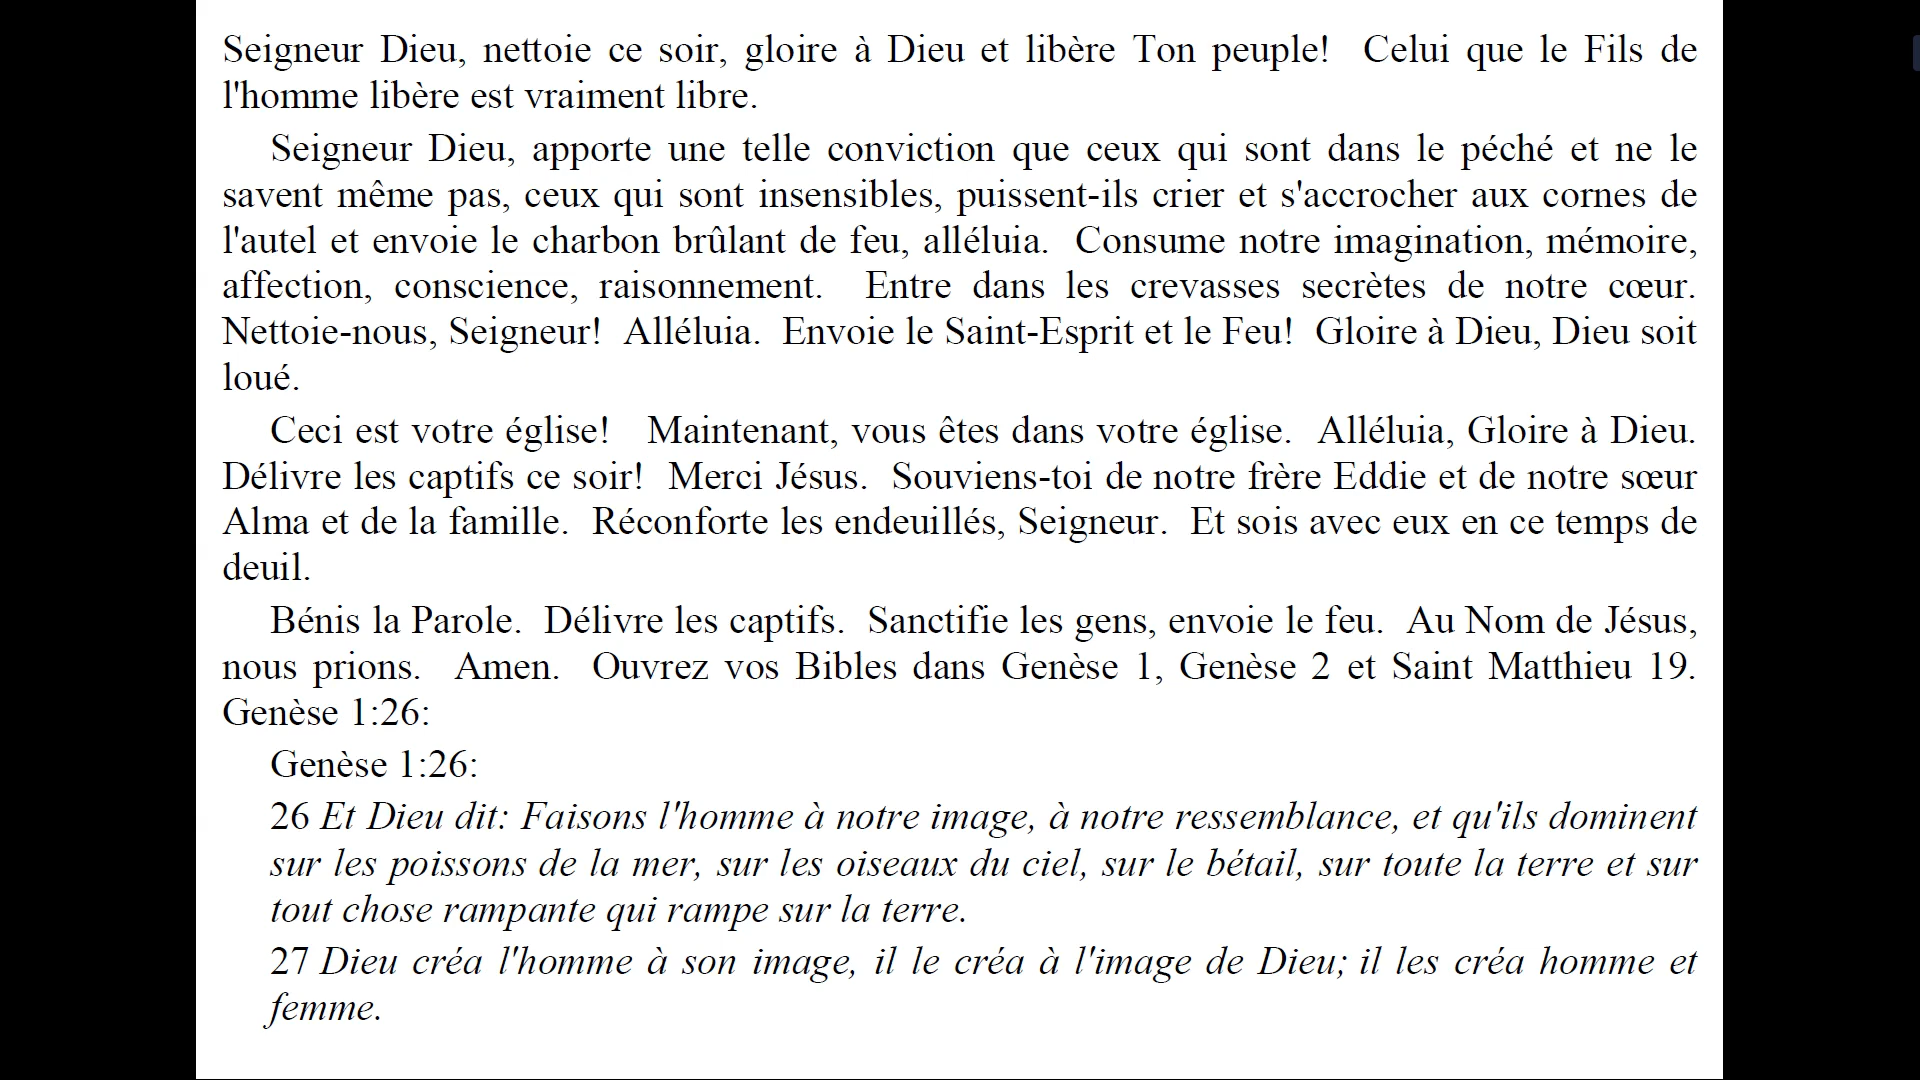 Seigneur Dieu, nettoie ce soir, gloire à Dieu et libère Ton peuple! Celui que le Fils de
l'homme libère est vraiment libre.
Seigneur Dieu, apporte une telle conviction que ceux qui sont dans le péché et ne le
savent même pas, ceux qui sont insensibles, puissent-ils crier et s'accrocher aux cornes de
l'autel et envoie le charbon brûlant de feu, alléluia. Consume notre imagination, mémoire,
affection, conscience, raisonnement. Entre dans les crevasses secrètes de notre cœur.
Nettoie-nous, Seigneur! Alléluia. Envoie le Saint-Esprit et le Feu! Gloire à Dieu, Dieu soit
loué.
Ceci est votre église! Maintenant, vous êtes dans votre église. Alléluia, Gloire à Dieu.
Délivre les captifs ce soir! Merci Jésus. Souviens-toi de notre frère Eddie et de notre sœur
Alma et de la famille. Réconforte les endeuillés, Seigneur. Et sois avec eux en ce temps de
deuil.
Bénis la Parole. Délivre les captifs. Sanctifie les gens, envoie le feu. Au Nom de Jésus,
nous prions. Amen. Ouvrez vos Bibles dans Genèse 1, Genèse 2 et Saint Matthieu 19.
Genèse 1:26:
Genèse 1:26:
26 Et Dieu dit: Faisons l'homme à notre image, à notre ressemblance, et qu'ils dominent
sur les poissons de la mer, sur les oiseaux du ciel, sur le bétail, sur toute la terre et sur
tout chose rampante qui rampe sur la terre.
27 Dieu créa l'homme à son image, il le créa à l'image de Dieu; il les créa homme et
femme.